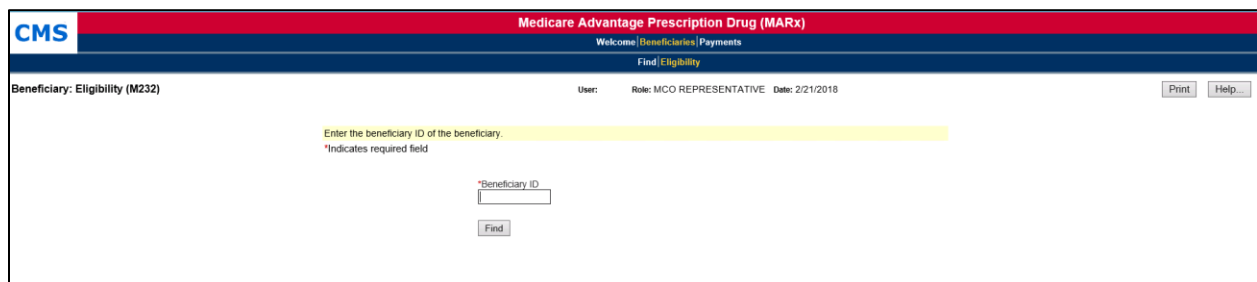 CMS
Medicare Advantage Prescription Drug (MARx)
Welcome|Beneficiaries|Payments
Find|Eligibility
Beneficiary: Eligibility (M232) User: Role: MCO REPRESENTATIVE Date: 2/21/2018 Print Help...
Enter the beneficiary ID of the beneficiary.
*Indicates required field
*Beneficiary ID
Find